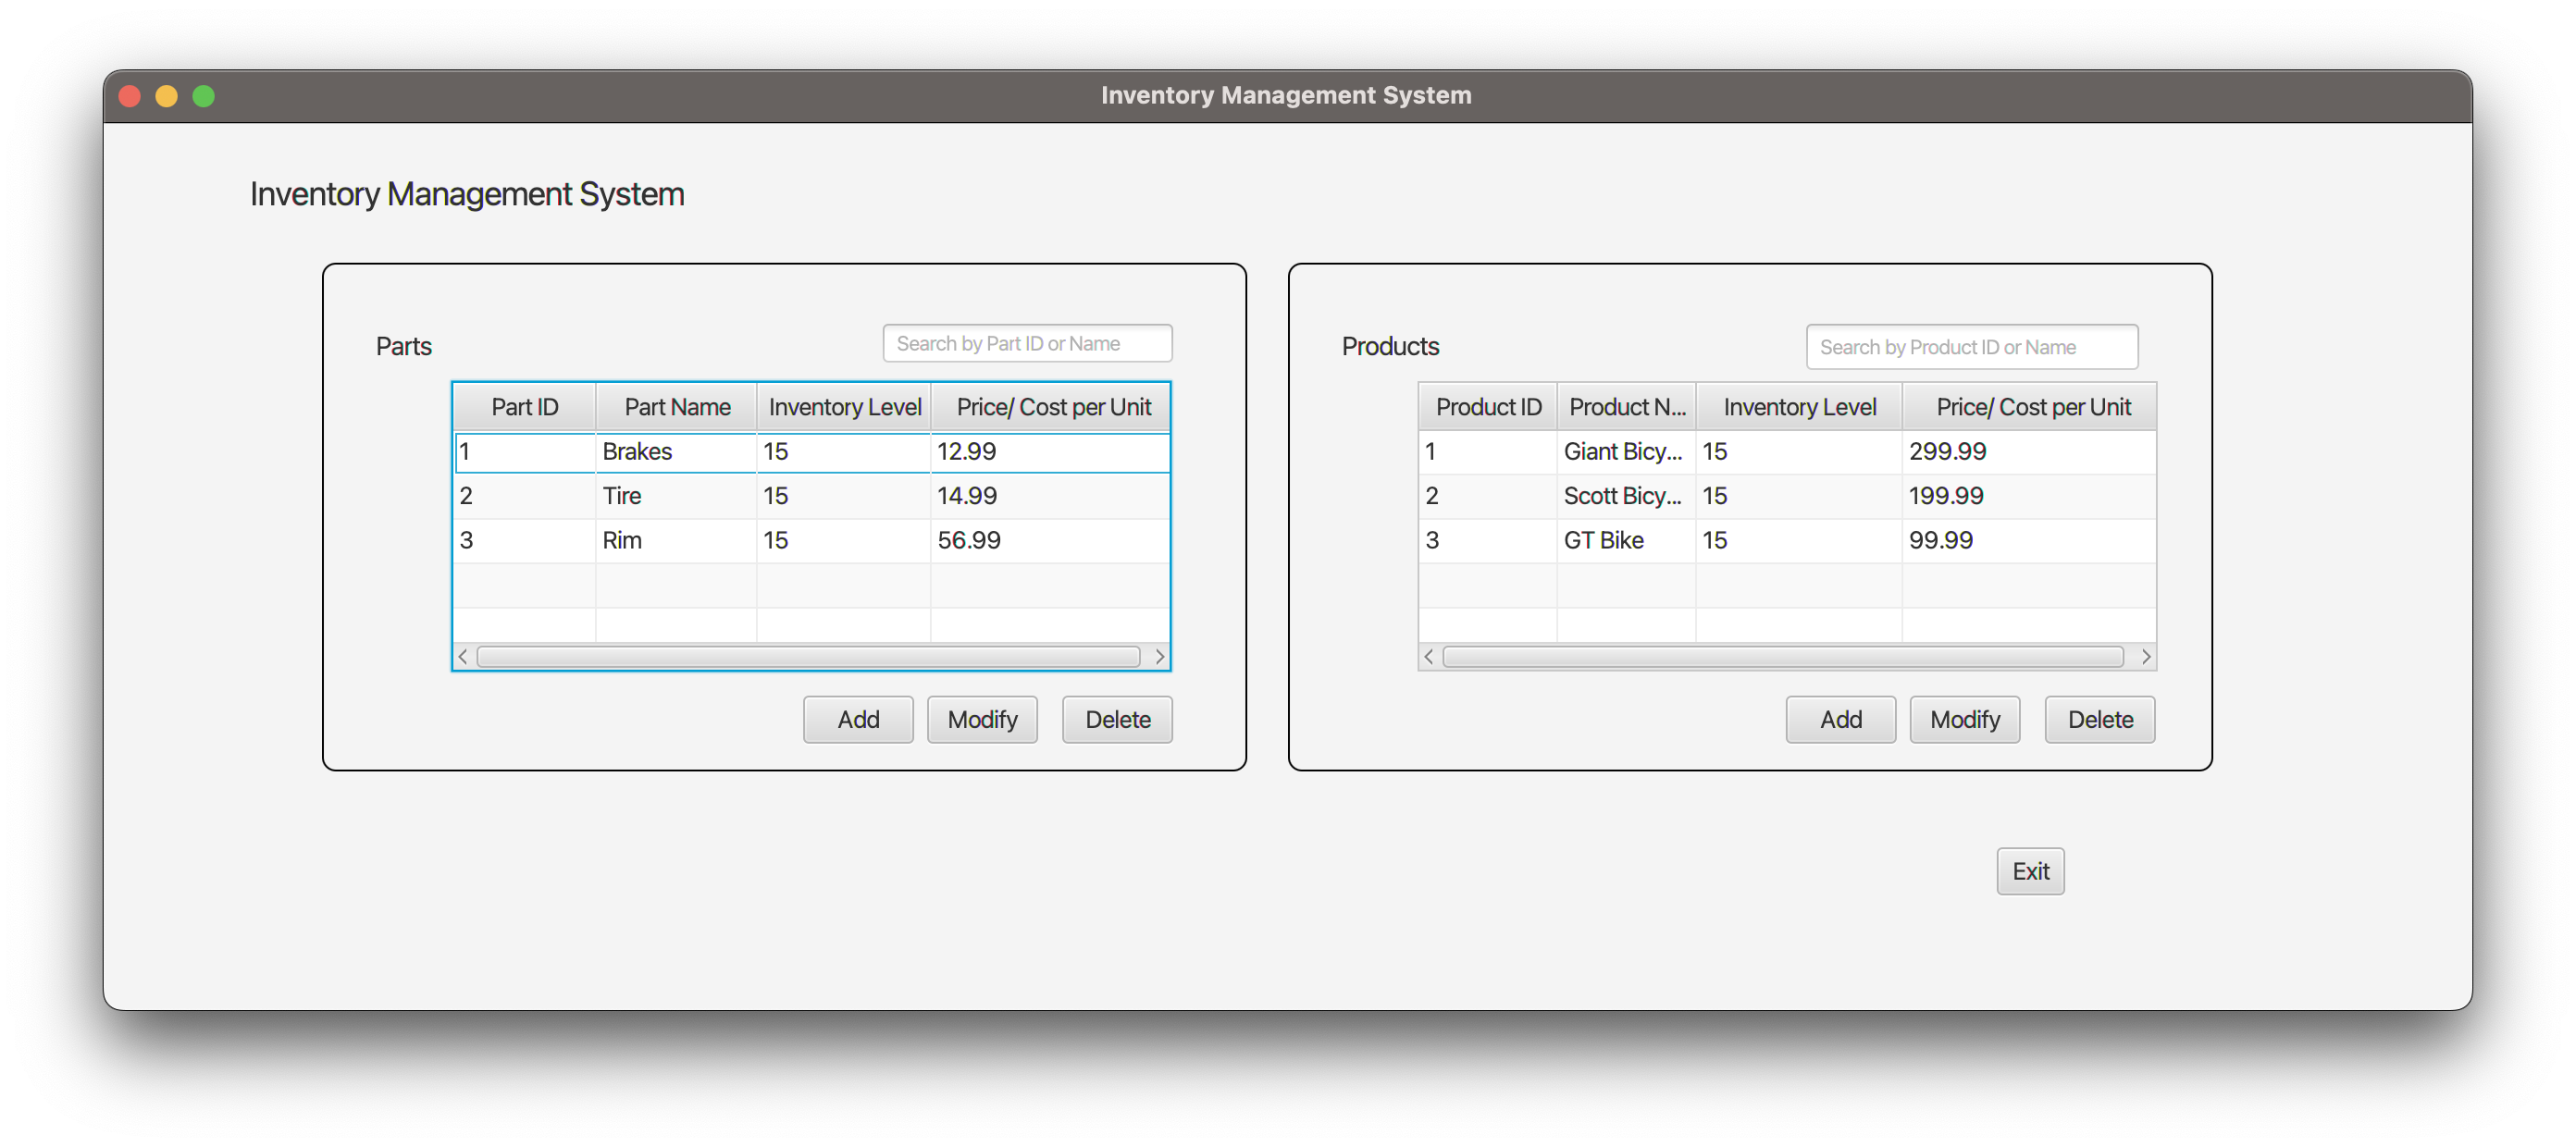 Inventory Management System
Inventory Management System
Parts
Search by Part ID or Name
Part ID Part Name Inventory Level Price/ Cost per Unit
1 Brakes 15 12.99
2 Tire 15 14.99
3 Rim 15 56.99
Add Modify Delete
Products
Search by Product ID or Name
Product ID Product N... Inventory Level Price/ Cost per Unit
1 Giant Bicy... 15 299.99
2 Scott Bicy... 15 199.99
3 GT Bike 15 99.99
Add Modify Delete
Exit